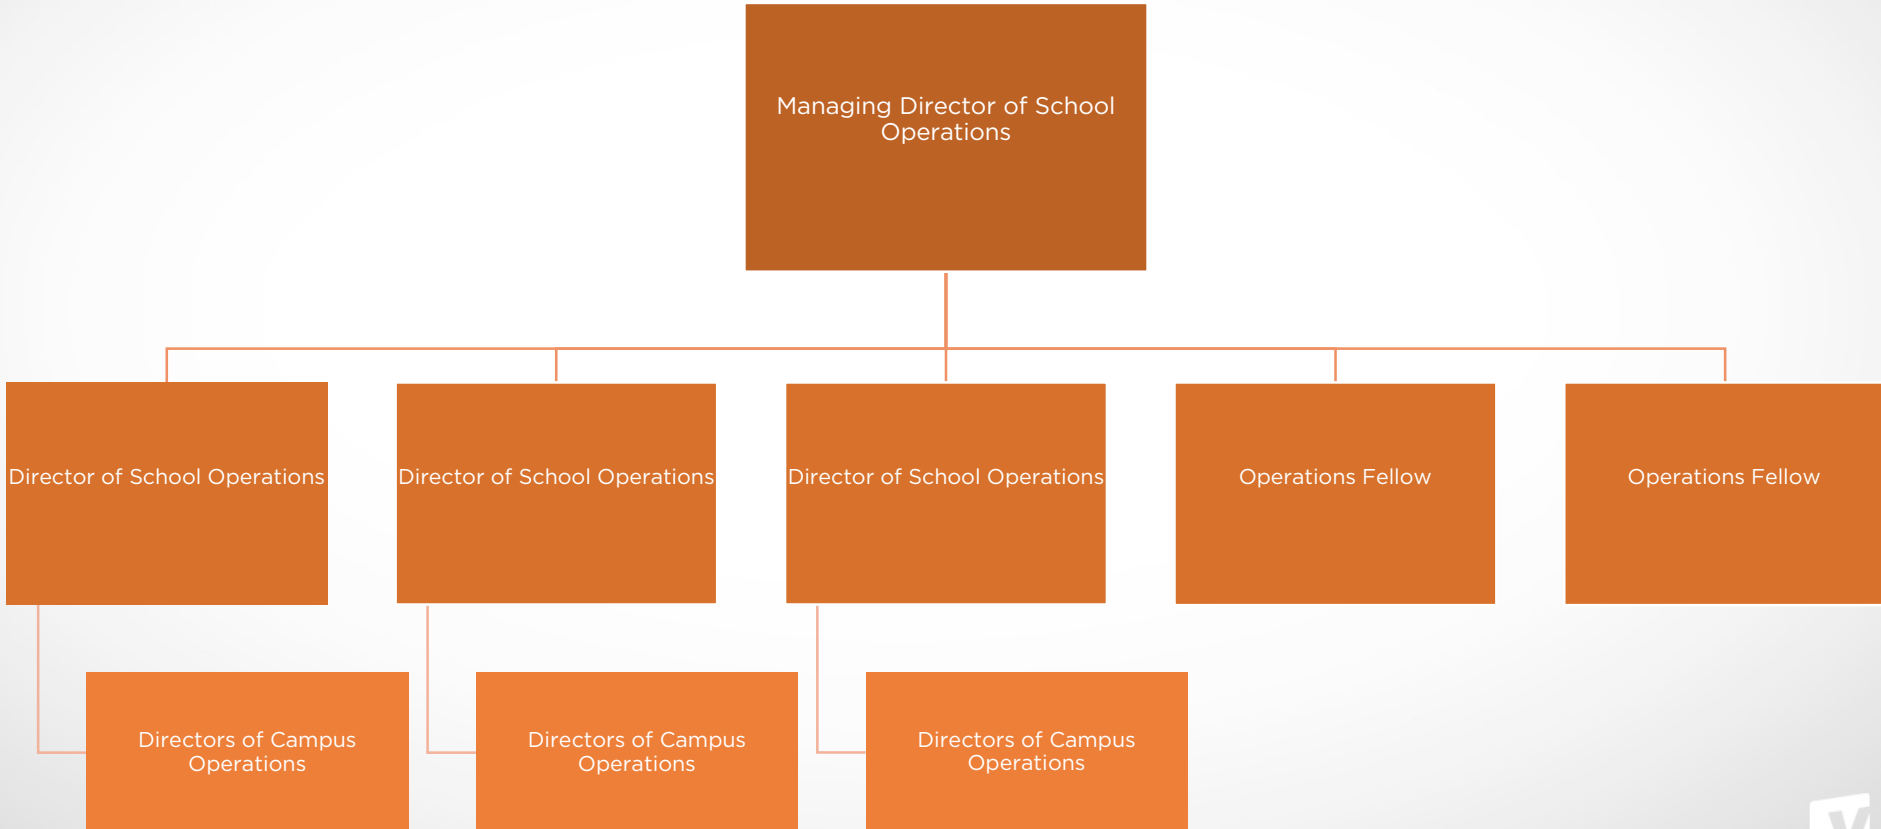 Managing Director of School
Operations
Director of School Operations
Director of School Operations
Director of School Operations
Operations Fellow
Operations Fellow
Directors of Campus
Operations
Directors of Campus
Operations
Directors of Campus
Operations